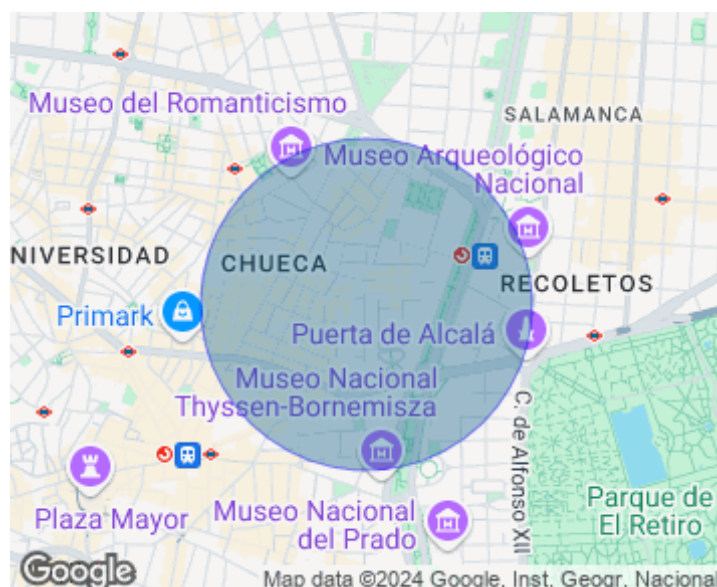 Museo del Romanticismo
SALAMANCA
Museo Arqueológico
Nacional
NIVERSIDAD
CHUECA
RECOLETOS
Primark
Puerta de Alcalá
Museo Nacional
Thyssen-Bornemisza
C. de Alfonso XII
Plaza Mayor
Museo Nacional
del Prado
Parque de
El Retiro
Google
Map data ©2024 Google, Inst. Geogr. Nacional